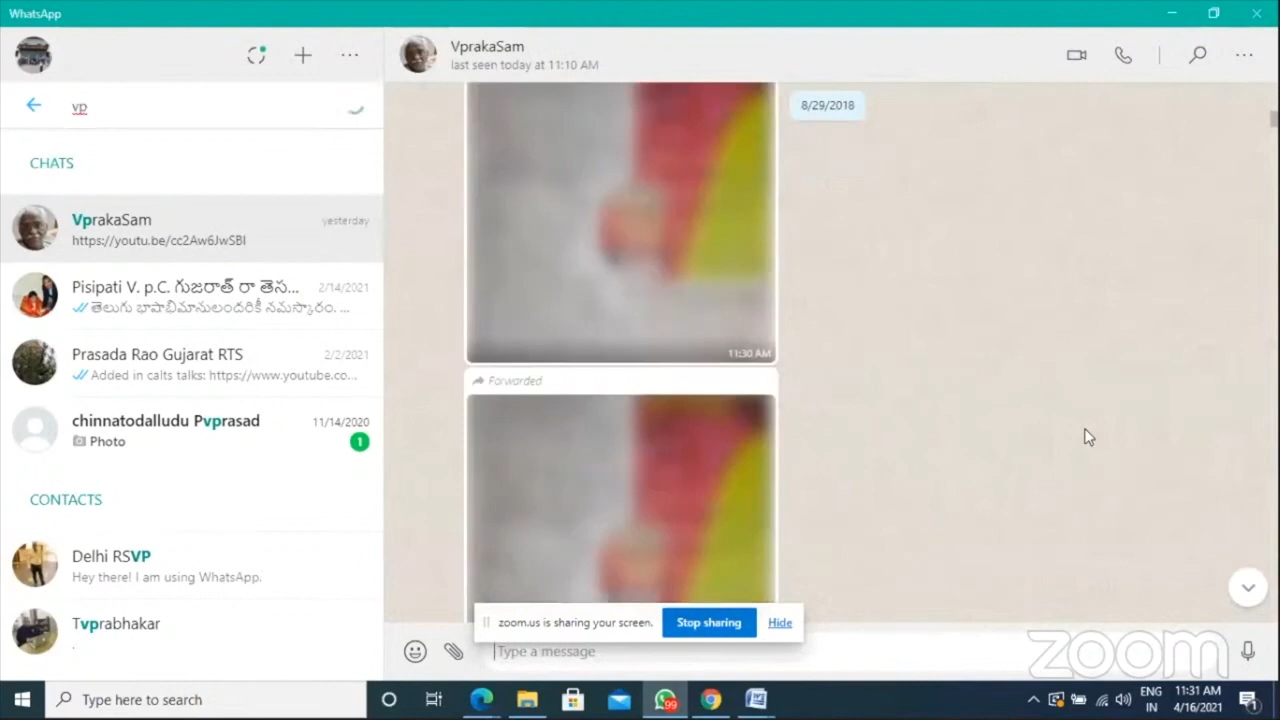 WhatsApp
vp
CHATS
VprakaSam
yesterday
https://youtu.be/cc2Aw6JwSBI
Pisipati V. p.C. గుజరాత్ రా తెస...
2/14/2021
తెలుగు భాషాభిమానులందరికీ నమస్కారం. ...
Prasada Rao Gujarat RTS
2/2/2021
Added in calts talks: https://www.youtube.co...
chinnatodalludu Pvprasad
11/14/2020
Photo
1
CONTACTS
Delhi RSVP
Hey there! I am using WhatsApp.
Tvprabhakar
.
VprakaSam
last seen today at 11:10 AM
8/29/2018
11:30 AM
Forwarded
zoom.us is sharing your screen.
Stop sharing
Hide
Type a message
zoom
Type here to search
99
ENG
IN
11:31 AM
4/16/2021
1